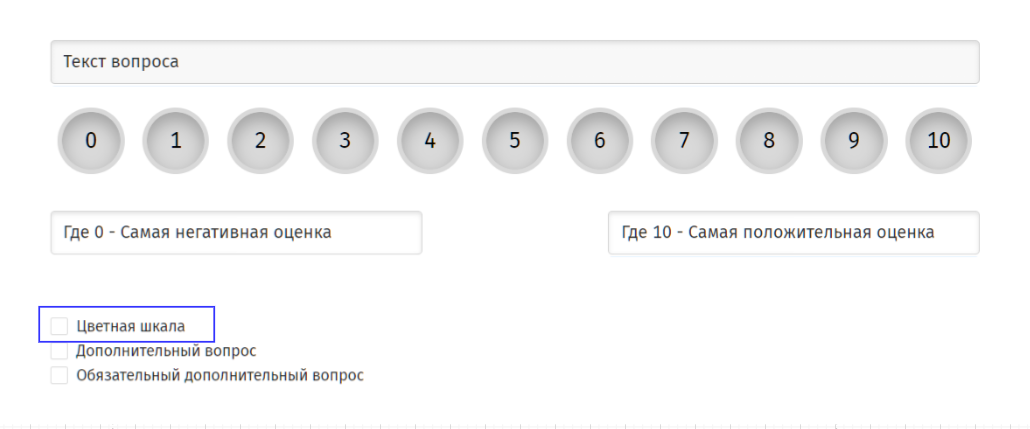 Текст вопроса
0 1 2 3 4 5 6 7 8 9 10
Где 0 - Самая негативная оценка
Где 10 - Самая положительная оценка
Цветная шкала
Дополнительный вопрос
Обязательный дополнительный вопрос